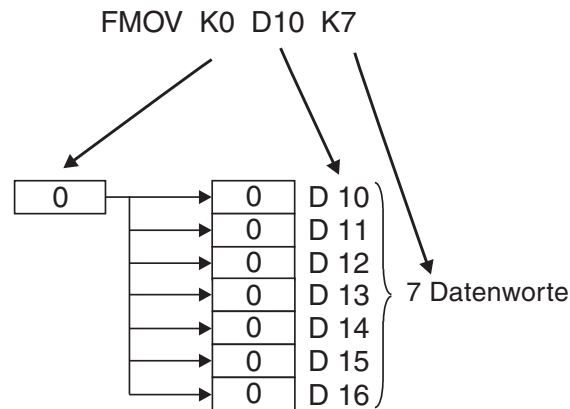 FMOV K0 D10 K7
0 0 D 10
0 D 11
0 D 12
0 D 13 7 Datenworte
0 D 14
0 D 15
0 D 16